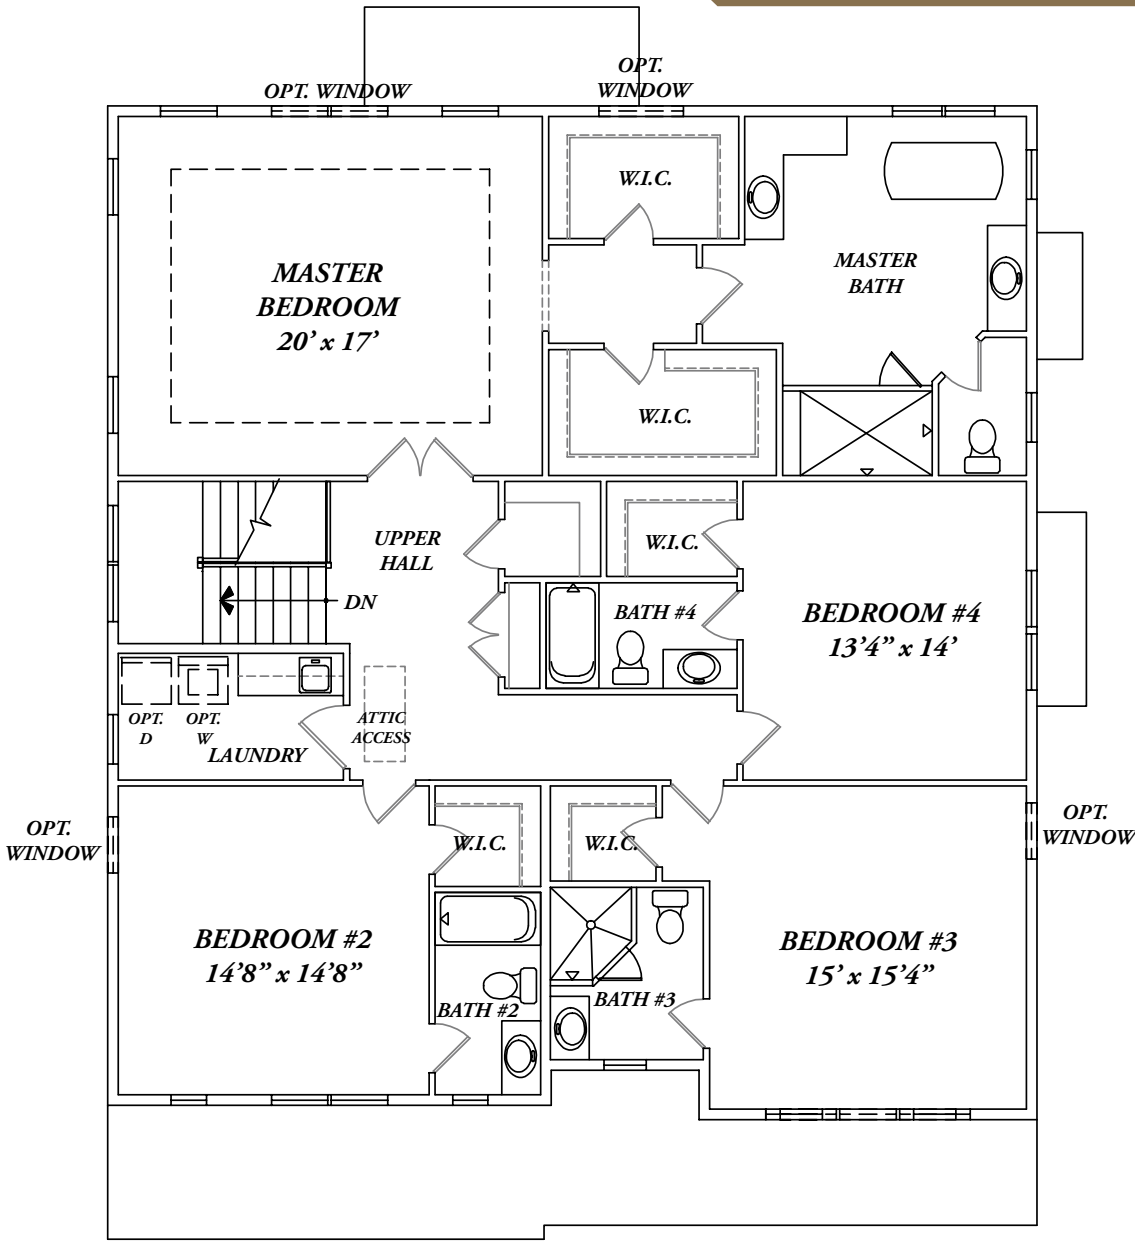 OPT. WINDOW
OPT.
WINDOW
W.I.C.
MASTER
BEDROOM
20' x 17'
MASTER
BATH
W.I.C.
UPPER
HALL
W.I.C.
DN
BATH #4
BEDROOM #4
13'4" x 14'
OPT.
D
OPT.
W
LAUNDRY
ATTIC
ACCESS
OPT.
WINDOW
W.I.C.
W.I.C.
OPT.
WINDOW
BEDROOM #2
14'8" x 14'8"
BATH #2
BATH #3
BEDROOM #3
15' x 15'4"